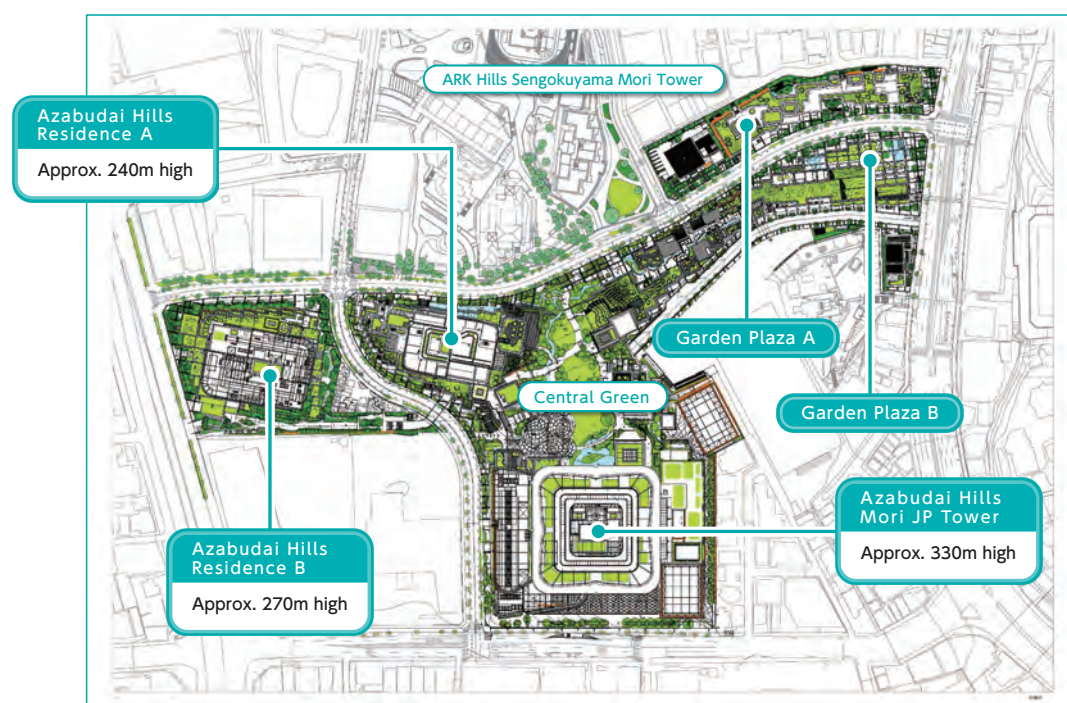 ARK Hills Sengokuyama Mori Tower
Azabudai Hills
Residence A
Approx. 240m high
Garden Plaza A
Central Green
Garden Plaza B
Azabudai Hills
Mori JP Tower
Approx. 330m high
Azabudai Hills
Residence B
Approx. 270m high